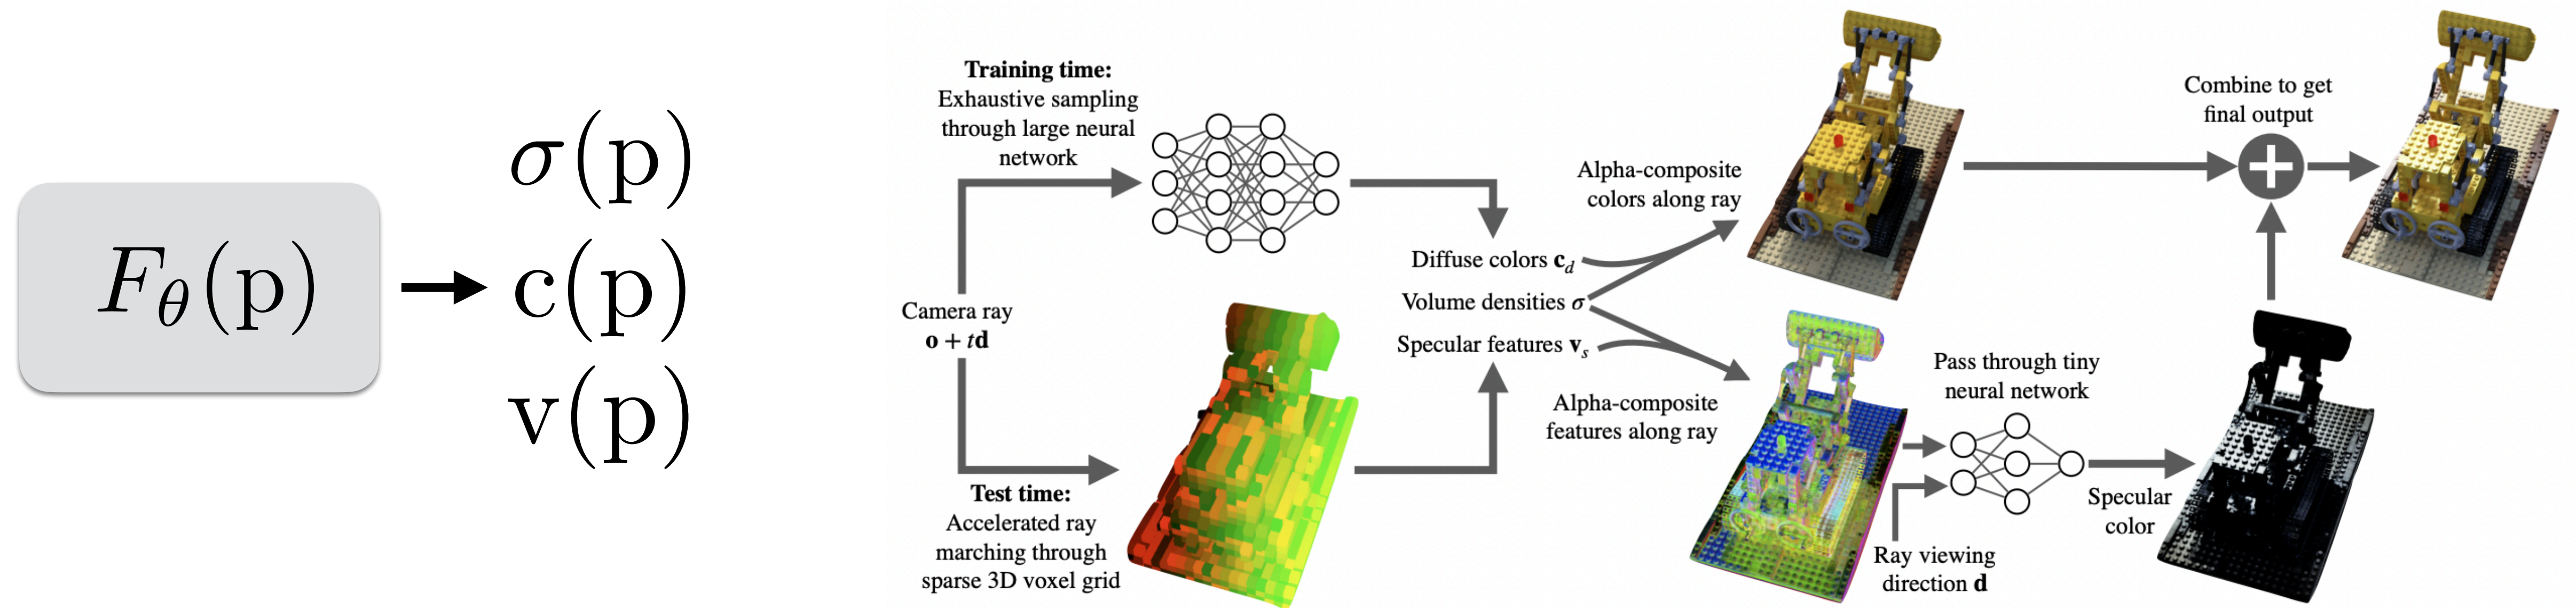 F_θ(p)
σ(p)
c(p)
v(p)
Training time:
Exhaustive sampling
through large neural
network
Camera ray
o + td
Test time:
Accelerated ray
marching through
sparse 3D voxel grid
Diffuse colors c_d
Volume densities σ
Specular features v_s
Alpha-composite
colors along ray
Alpha-composite
features along ray
Pass through tiny
neural network
Ray viewing
direction d
Specular
color
Combine to get
final output